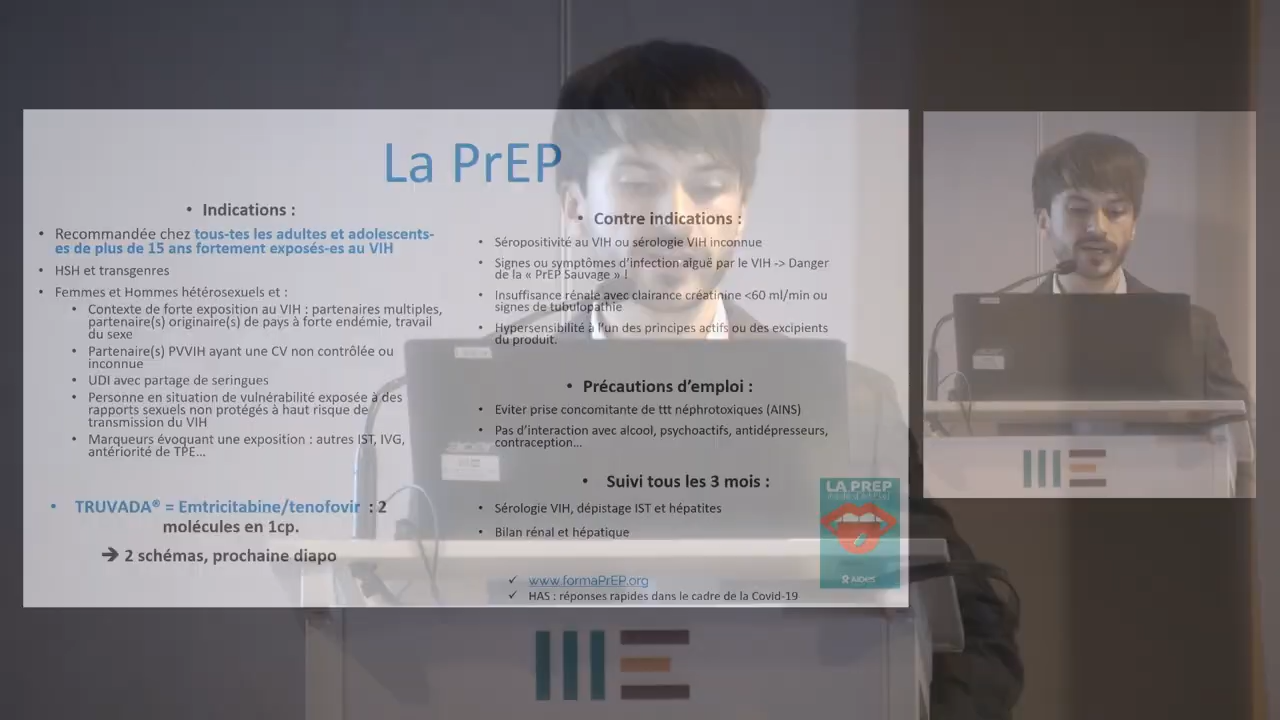 La PrEP
• Indications :
• Recommandée chez tous-tes les adultes et adolescents-
es de plus de 15 ans fortement exposés-es au VIH
• HSH et transgenres
• Femmes et Hommes hétérosexuels et :
• Contexte de forte exposition au VIH : partenaires multiples,
partenaire(s) originaire(s) de pays à forte endémie, travail
du sexe
• Partenaire(s) PVVIH ayant une CV non contrôlée ou
inconnue
• UDI avec partage de seringues
• Personne en situation de vulnérabilité exposée à des
rapports sexuels non protégés à haut risque de
transmission du VIH
• Marqueurs évoquant une exposition : autres IST, IVG,
antériorité de TPE...
• TRUVADA® = Emtricitabine/tenofovir : 2
molécules en 1cp.
➔ 2 schémas, prochaine diapo
• Contre indications :
• Séropositivité au VIH ou sérologie VIH inconnue
• Signes ou symptômes d'infection aiguë par le VIH -> Danger
de la « PrEP Sauvage » !
• Insuffisance rénale avec clairance créatinine <60 ml/min ou
signes de tubulopathie
• Hypersensibilité à l'un des principes actifs ou des excipients
du produit.
• Précautions d'emploi :
• Eviter prise concomitante de ttt néphrotoxiques (AINS)
• Pas d'interaction avec alcool, psychoactifs, antidépresseurs,
contraception...
• Suivi tous les 3 mois :
• Sérologie VIH, dépistage IST et hépatites
• Bilan rénal et hépatique
✓ www.formaPrEP.org
✓ HAS : réponses rapides dans le cadre de la Covid-19
LA PREP
AIDES